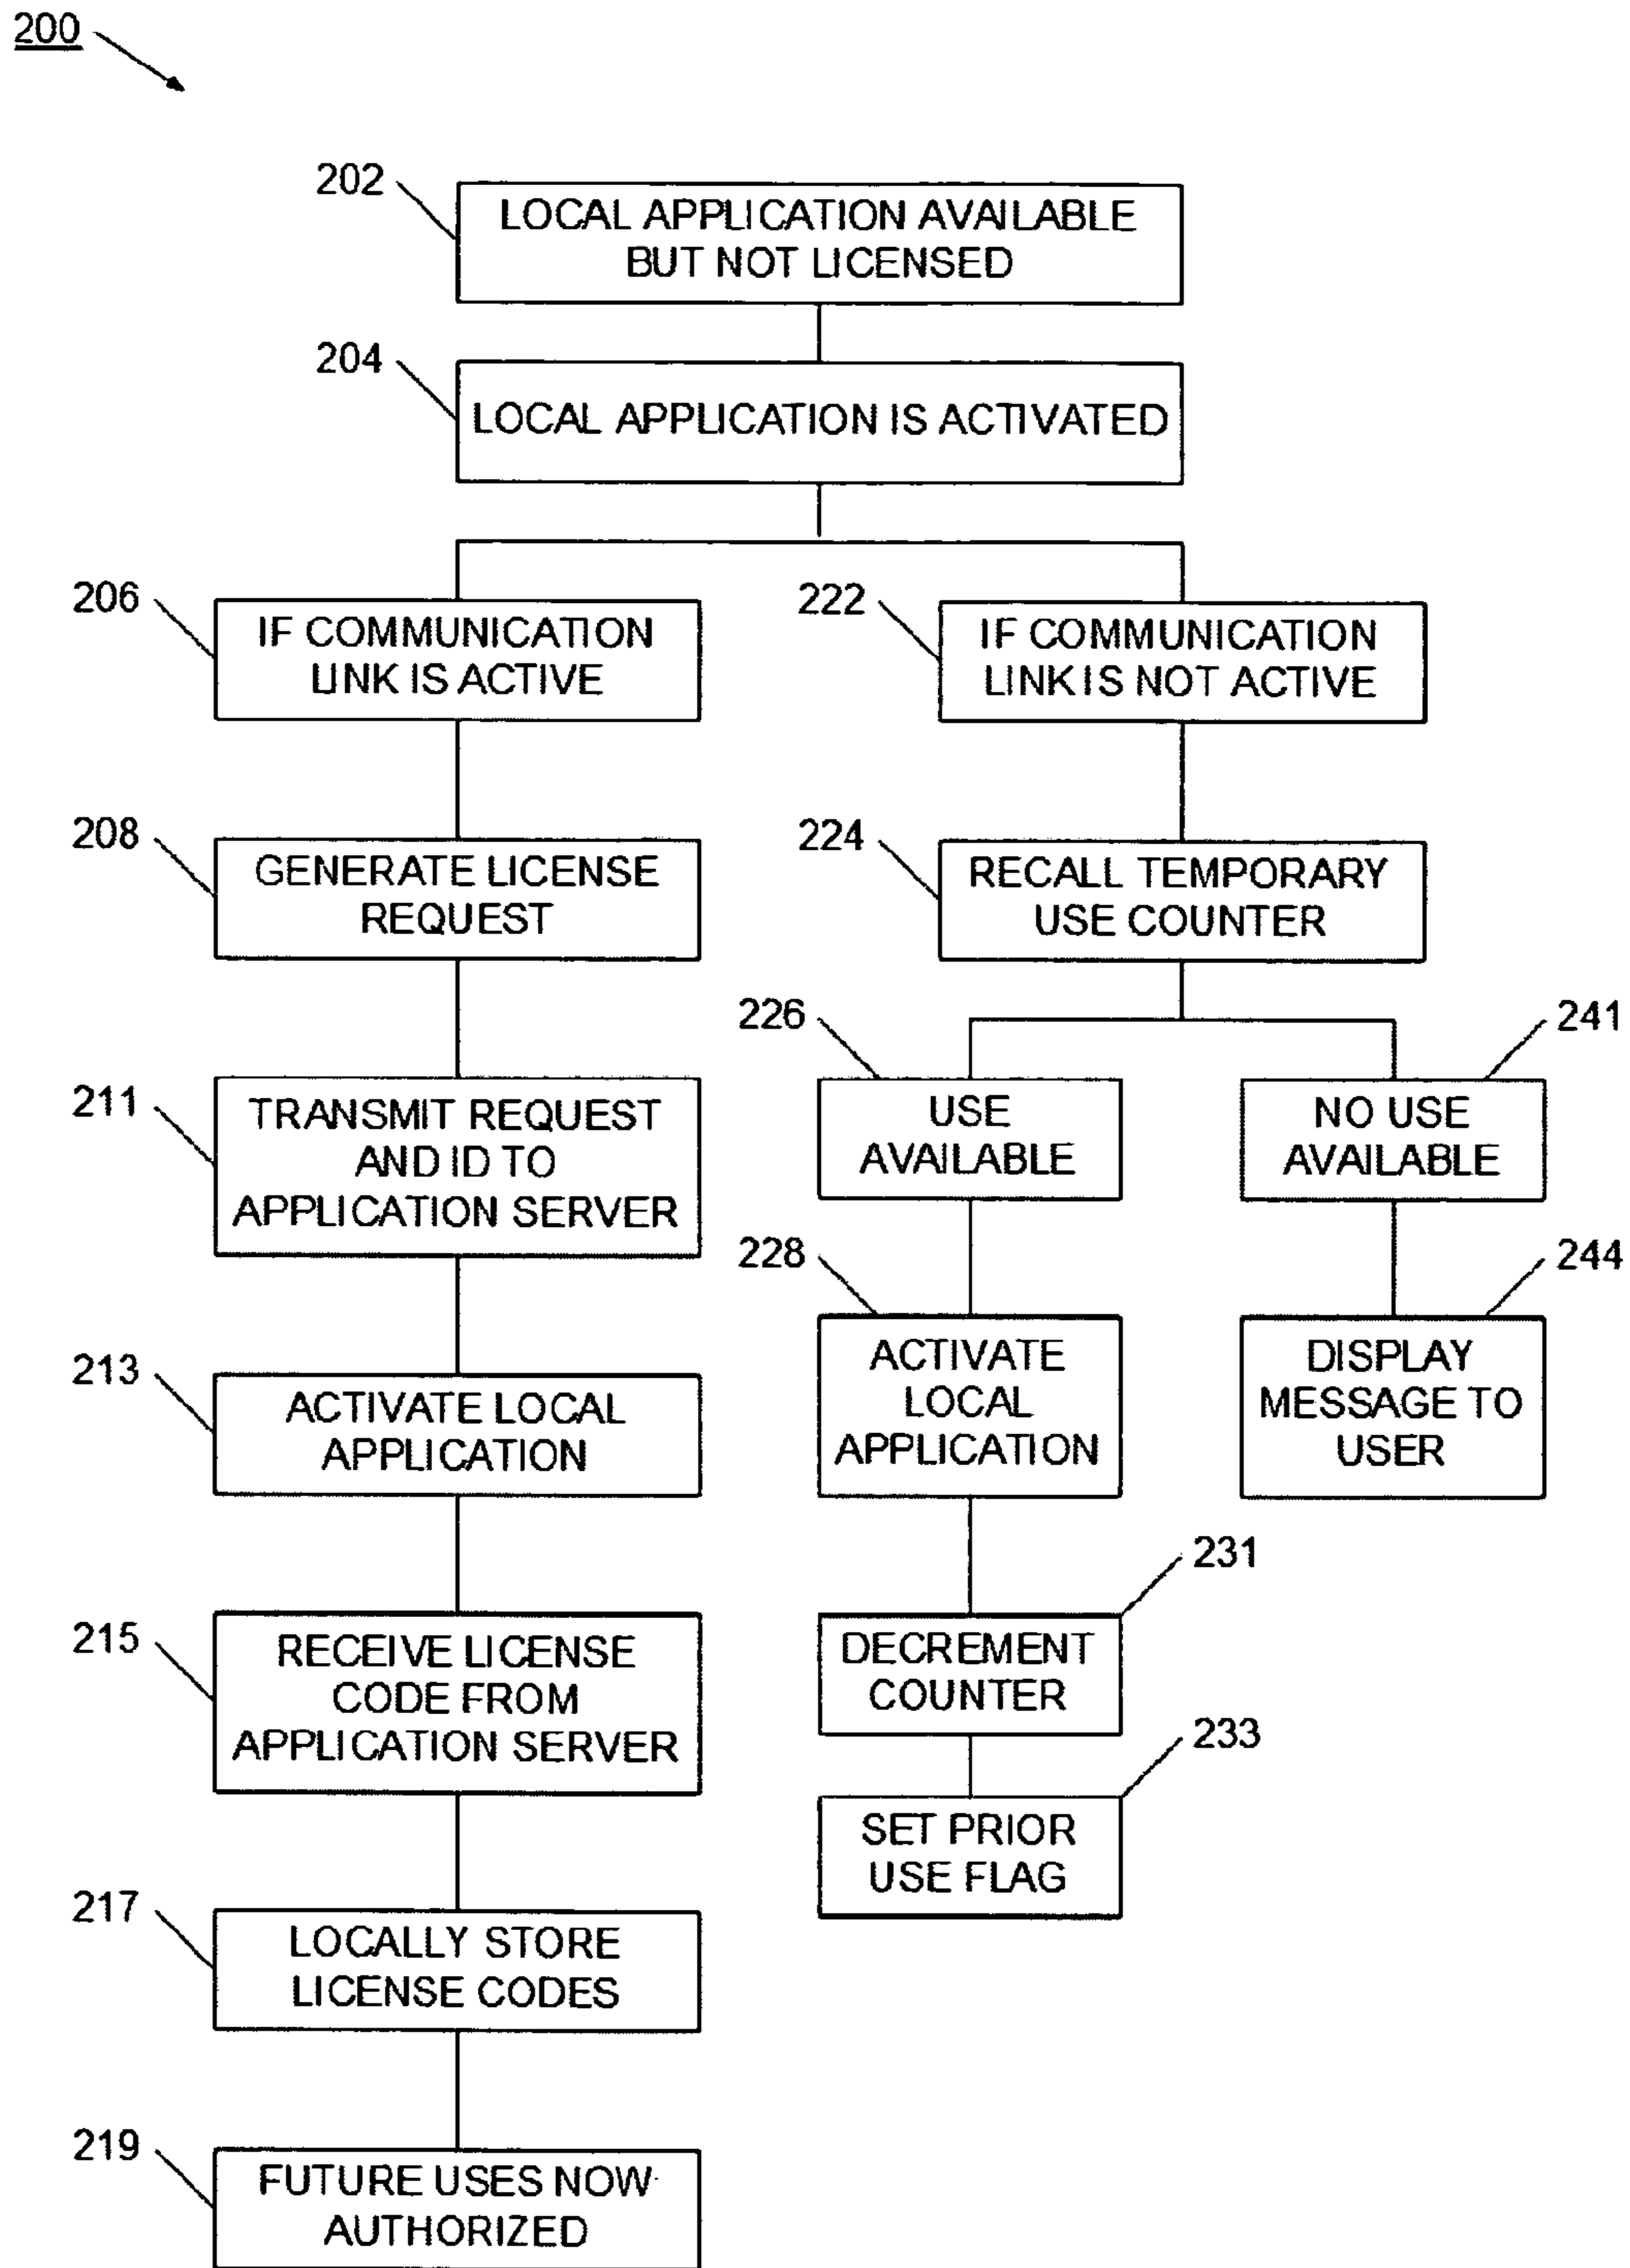 200
202
LOCAL APPLICATION AVAILABLE
BUT NOT LICENSED
204
LOCAL APPLICATION IS ACTIVATED
206
IF COMMUNICATION
LINK IS ACTIVE
222
IF COMMUNICATION
LINK IS NOT ACTIVE
208
GENERATE LICENSE
REQUEST
224
RECALL TEMPORARY
USE COUNTER
211
TRANSMIT REQUEST
AND ID TO
APPLICATION SERVER
226
USE
AVAILABLE
241
NO USE
AVAILABLE
213
ACTIVATE LOCAL
APPLICATION
228
ACTIVATE
LOCAL
APPLICATION
244
DISPLAY
MESSAGE TO
USER
215
RECEIVE LICENSE
CODE FROM
APPLICATION SERVER
231
DECREMENT
COUNTER
233
SET PRIOR
USE FLAG
217
LOCALLY STORE
LICENSE CODES
219
FUTURE USES NOW
AUTHORIZED